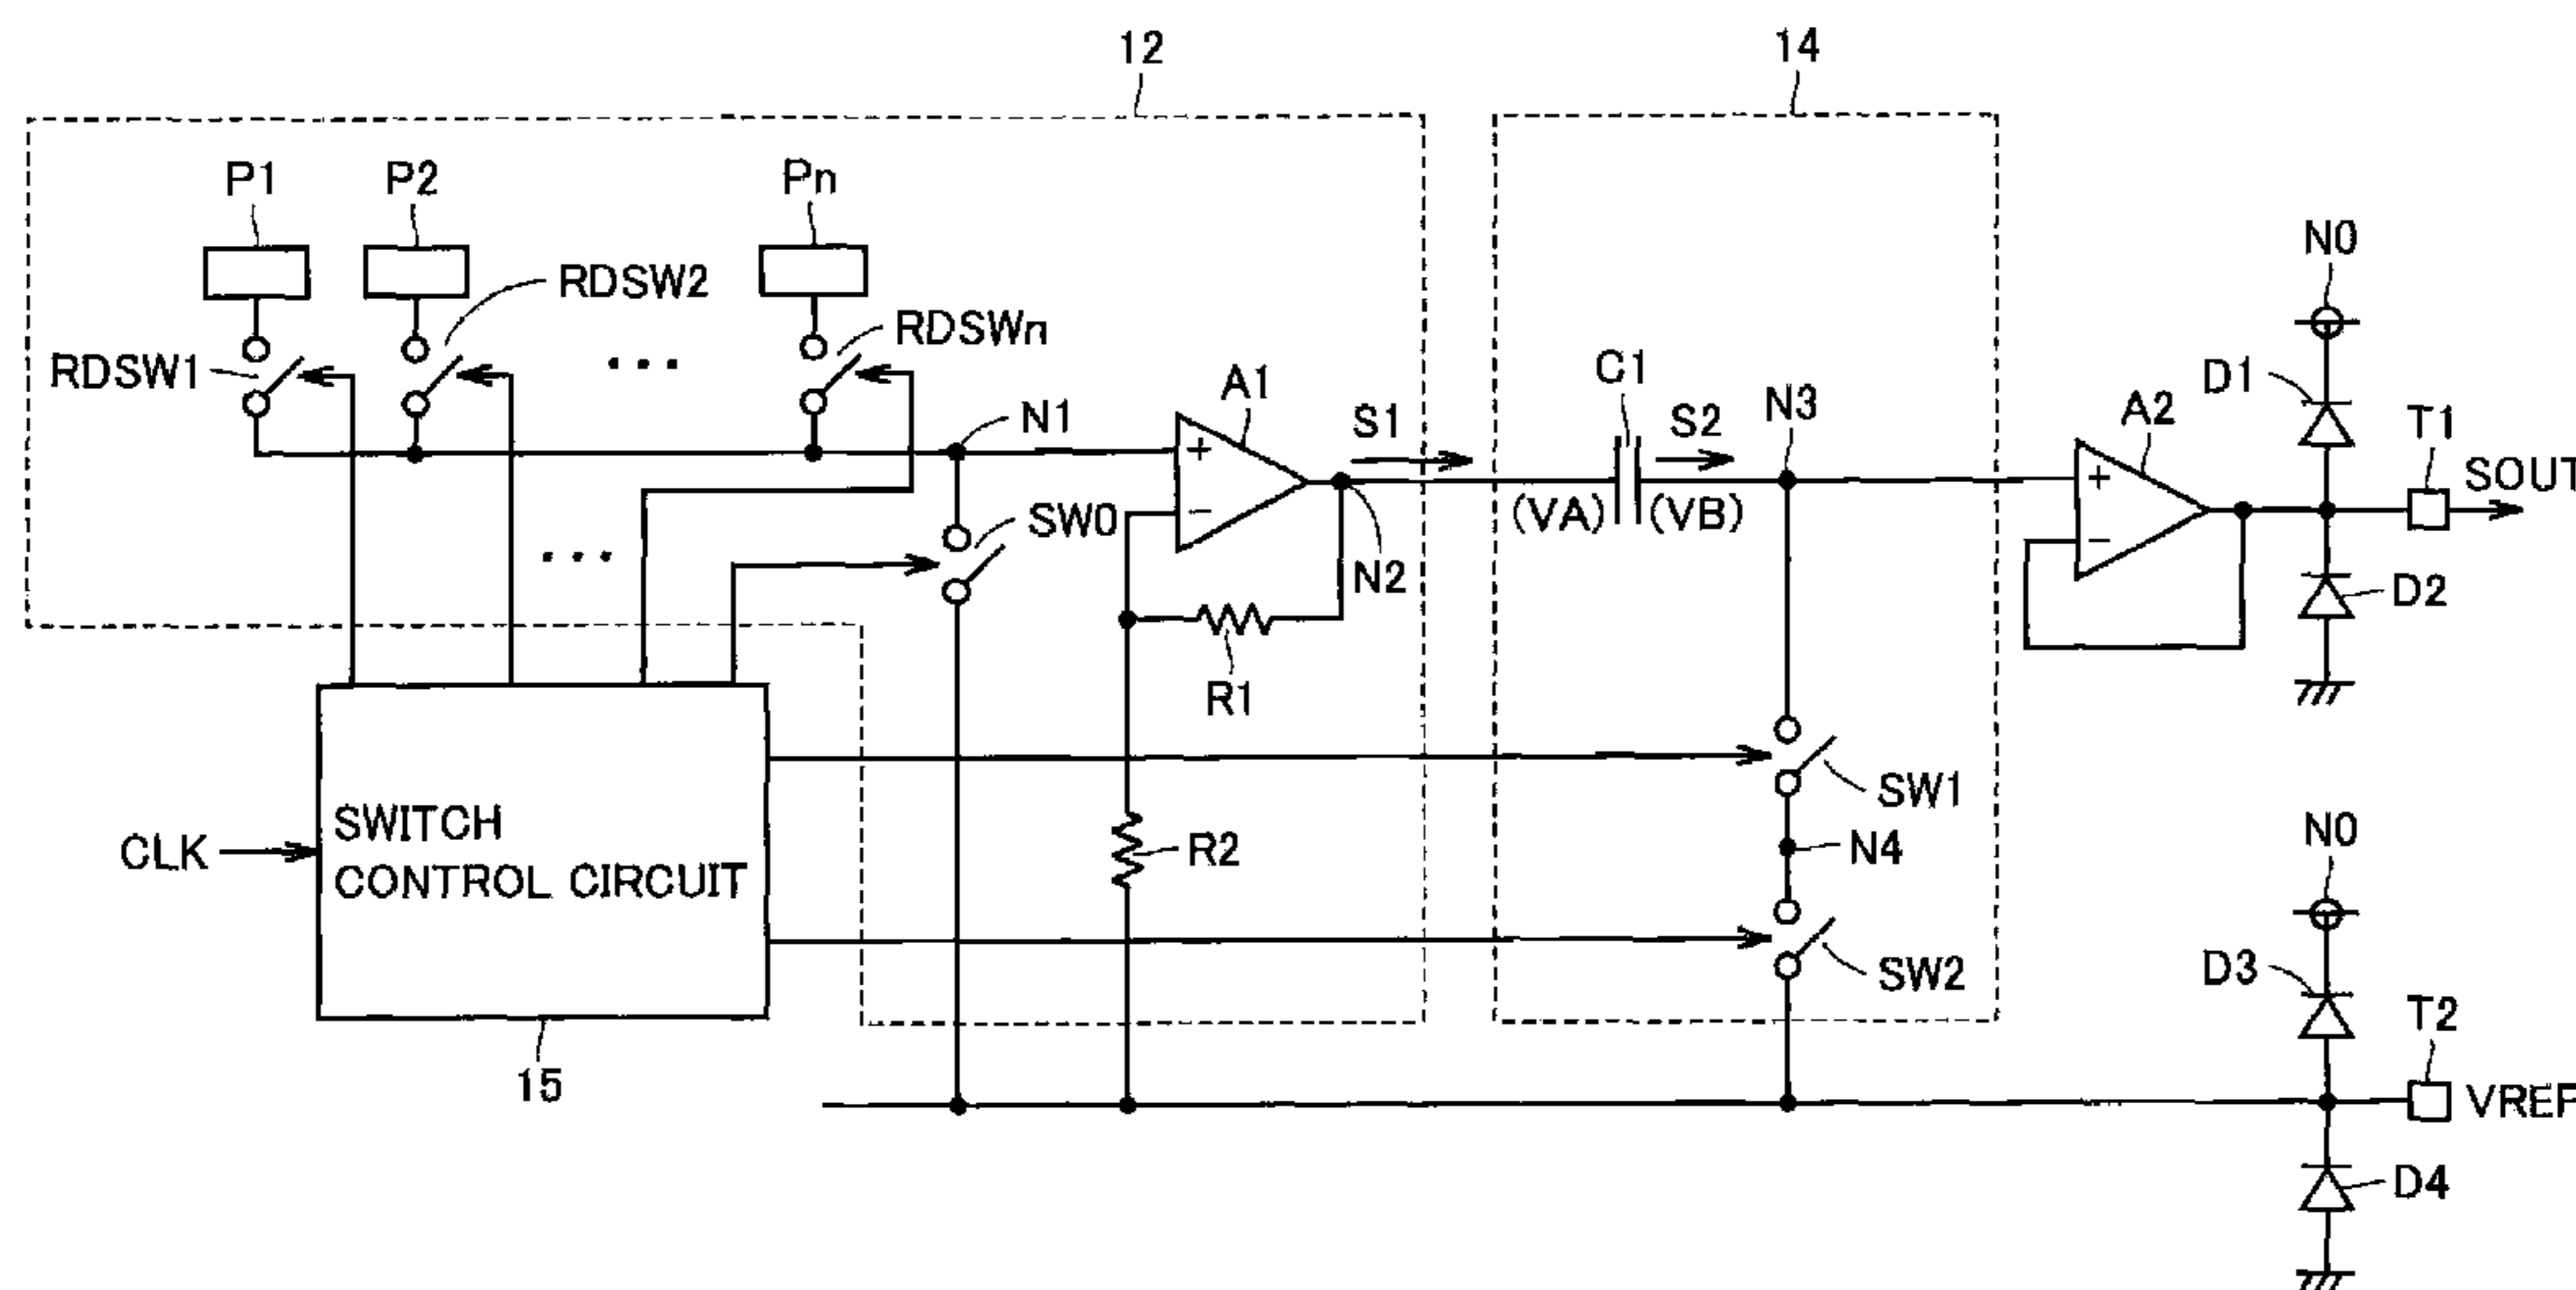 12
14
P1
P2
Pn
RDSW2
RDSWn
RDSW1
...
N0
D1
T1
SOUT
A2
N1
A1
S1
C1
S2
N3
+
−
+
−
(VA)
(VB)
SW0
...
N2
D2
R1
SWITCH
CONTROL CIRCUIT
CLK
R2
SW1
N4
SW2
N0
D3
T2
VREF
D4
15